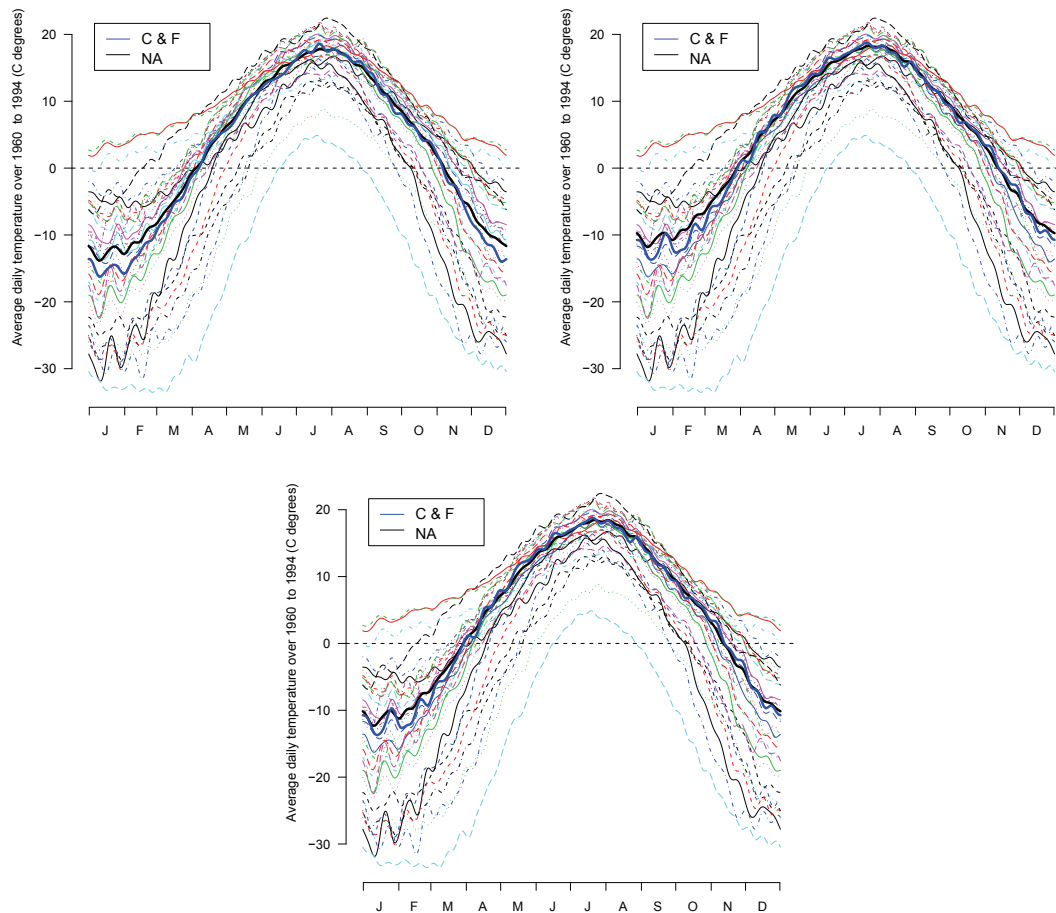 Average daily temperature over 1960 to 1994 (C degrees)
20
10
0
−10
−20
−30
C & F
NA
J F M A M J J A S O N D
Average daily temperature over 1960 to 1994 (C degrees)
20
10
0
−10
−20
−30
C & F
NA
J F M A M J J A S O N D
Average daily temperature over 1960 to 1994 (C degrees)
20
10
0
−10
−20
−30
C & F
NA
J F M A M J J A S O N D